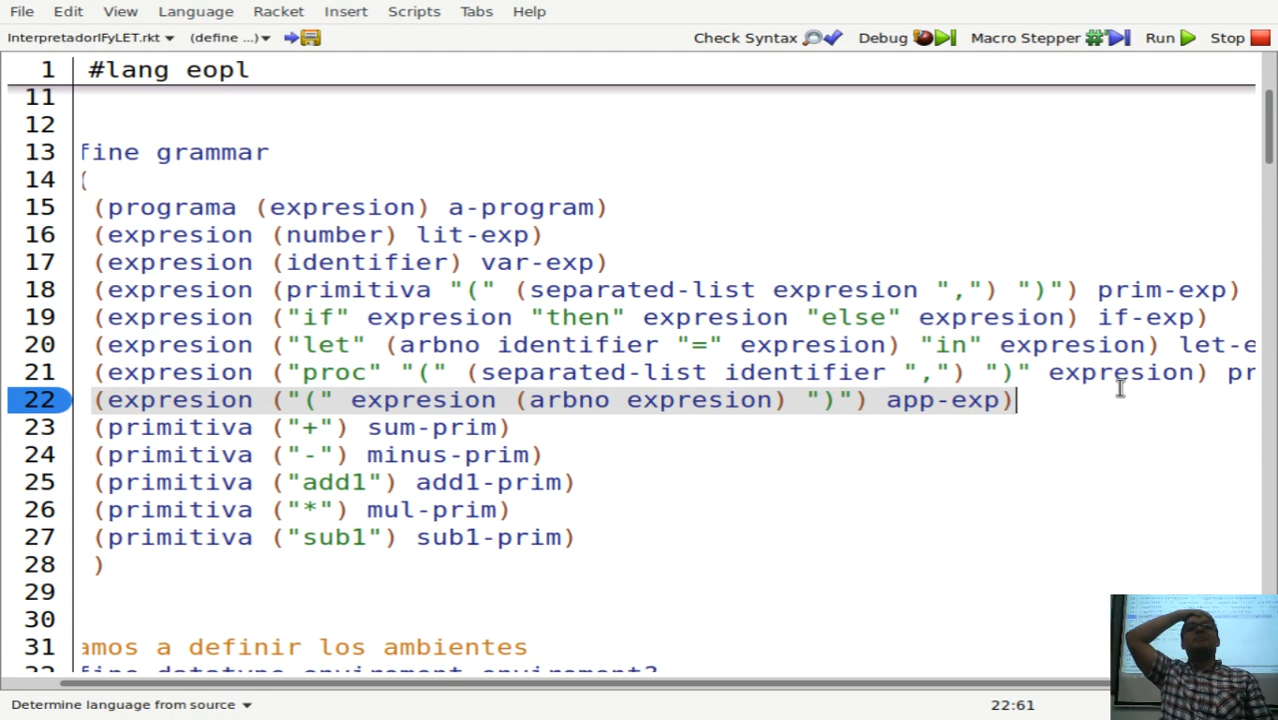 File Edit View Language Racket Insert Scripts Tabs Help
InterpretadorIFyLET.rkt (define ...) Check Syntax Debug Macro Stepper Run Stop
1 #lang eopl
11
12
13 fine grammar
14 (
15 (programa (expresion) a-program)
16 (expresion (number) lit-exp)
17 (expresion (identifier) var-exp)
18 (expresion (primitiva "(" (separated-list expresion ",") ")") prim-exp)
19 (expresion ("if" expresion "then" expresion "else" expresion) if-exp)
20 (expresion ("let" (arbno identifier "=" expresion) "in" expresion) let-e
21 (expresion ("proc" "(" (separated-list identifier ",") ")" expresion) pr
22 (expresion ("(" expresion (arbno expresion) ")") app-exp)
23 (primitiva ("+") sum-prim)
24 (primitiva ("-") minus-prim)
25 (primitiva ("add1") add1-prim)
26 (primitiva ("*") mul-prim)
27 (primitiva ("sub1") sub1-prim)
28 )
29
30
31 amos a definir los ambientes
32 fine datatype enviroment enviroment?
Determine language from source 22:61